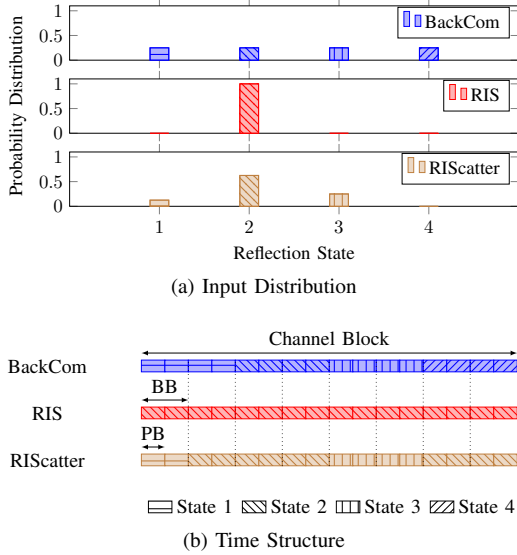 Probability Distribution
1
0.5
0
BackCom
1
0.5
0
RIS
1
0.5
0
RIScatter
1 2 3 4
Reflection State
(a) Input Distribution
Channel Block
BackCom
BB
RIS
PB
RIScatter
State 1 State 2 State 3 State 4
(b) Time Structure